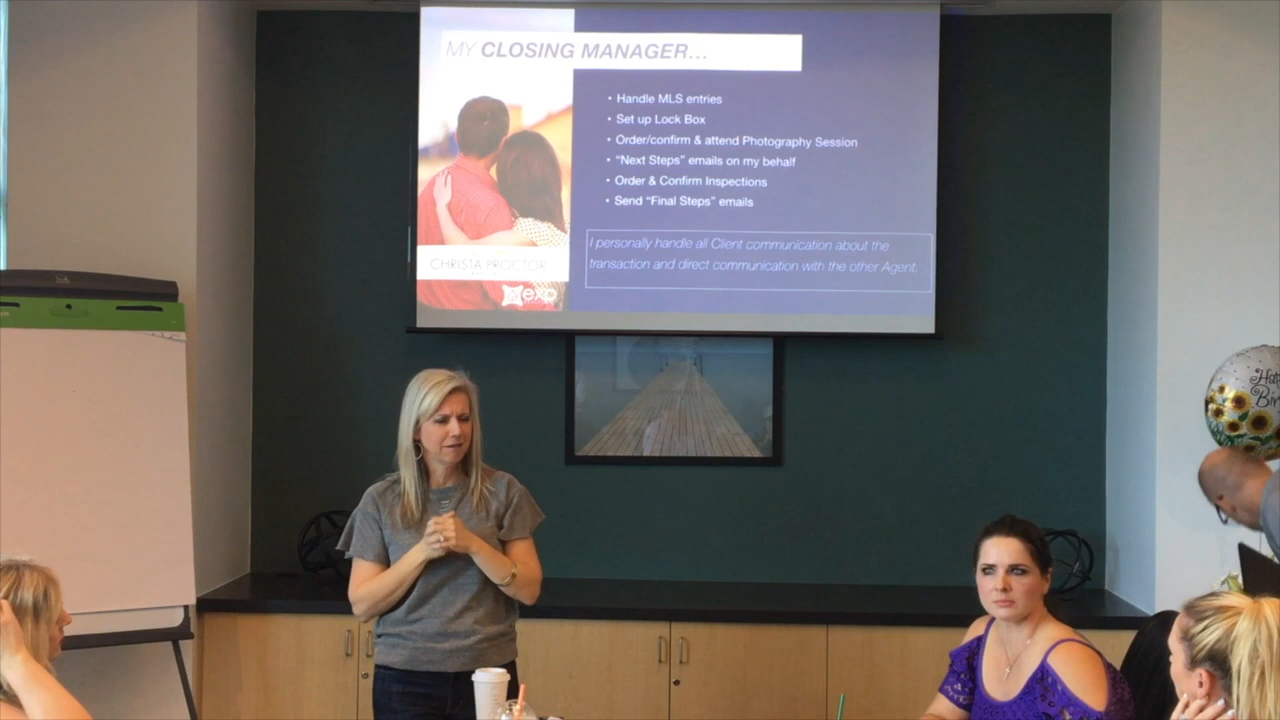 MY CLOSING MANAGER...
• Handle MLS entries
• Set up Lock Box
• Order/confirm & attend Photography Session
• “Next Steps” emails on my behalf
• Order & Confirm Inspections
• Send “Final Steps” emails
I personally handle all Client communication about the
transaction and direct communication with the other Agent.
CHRISTA PROCTOR
exp